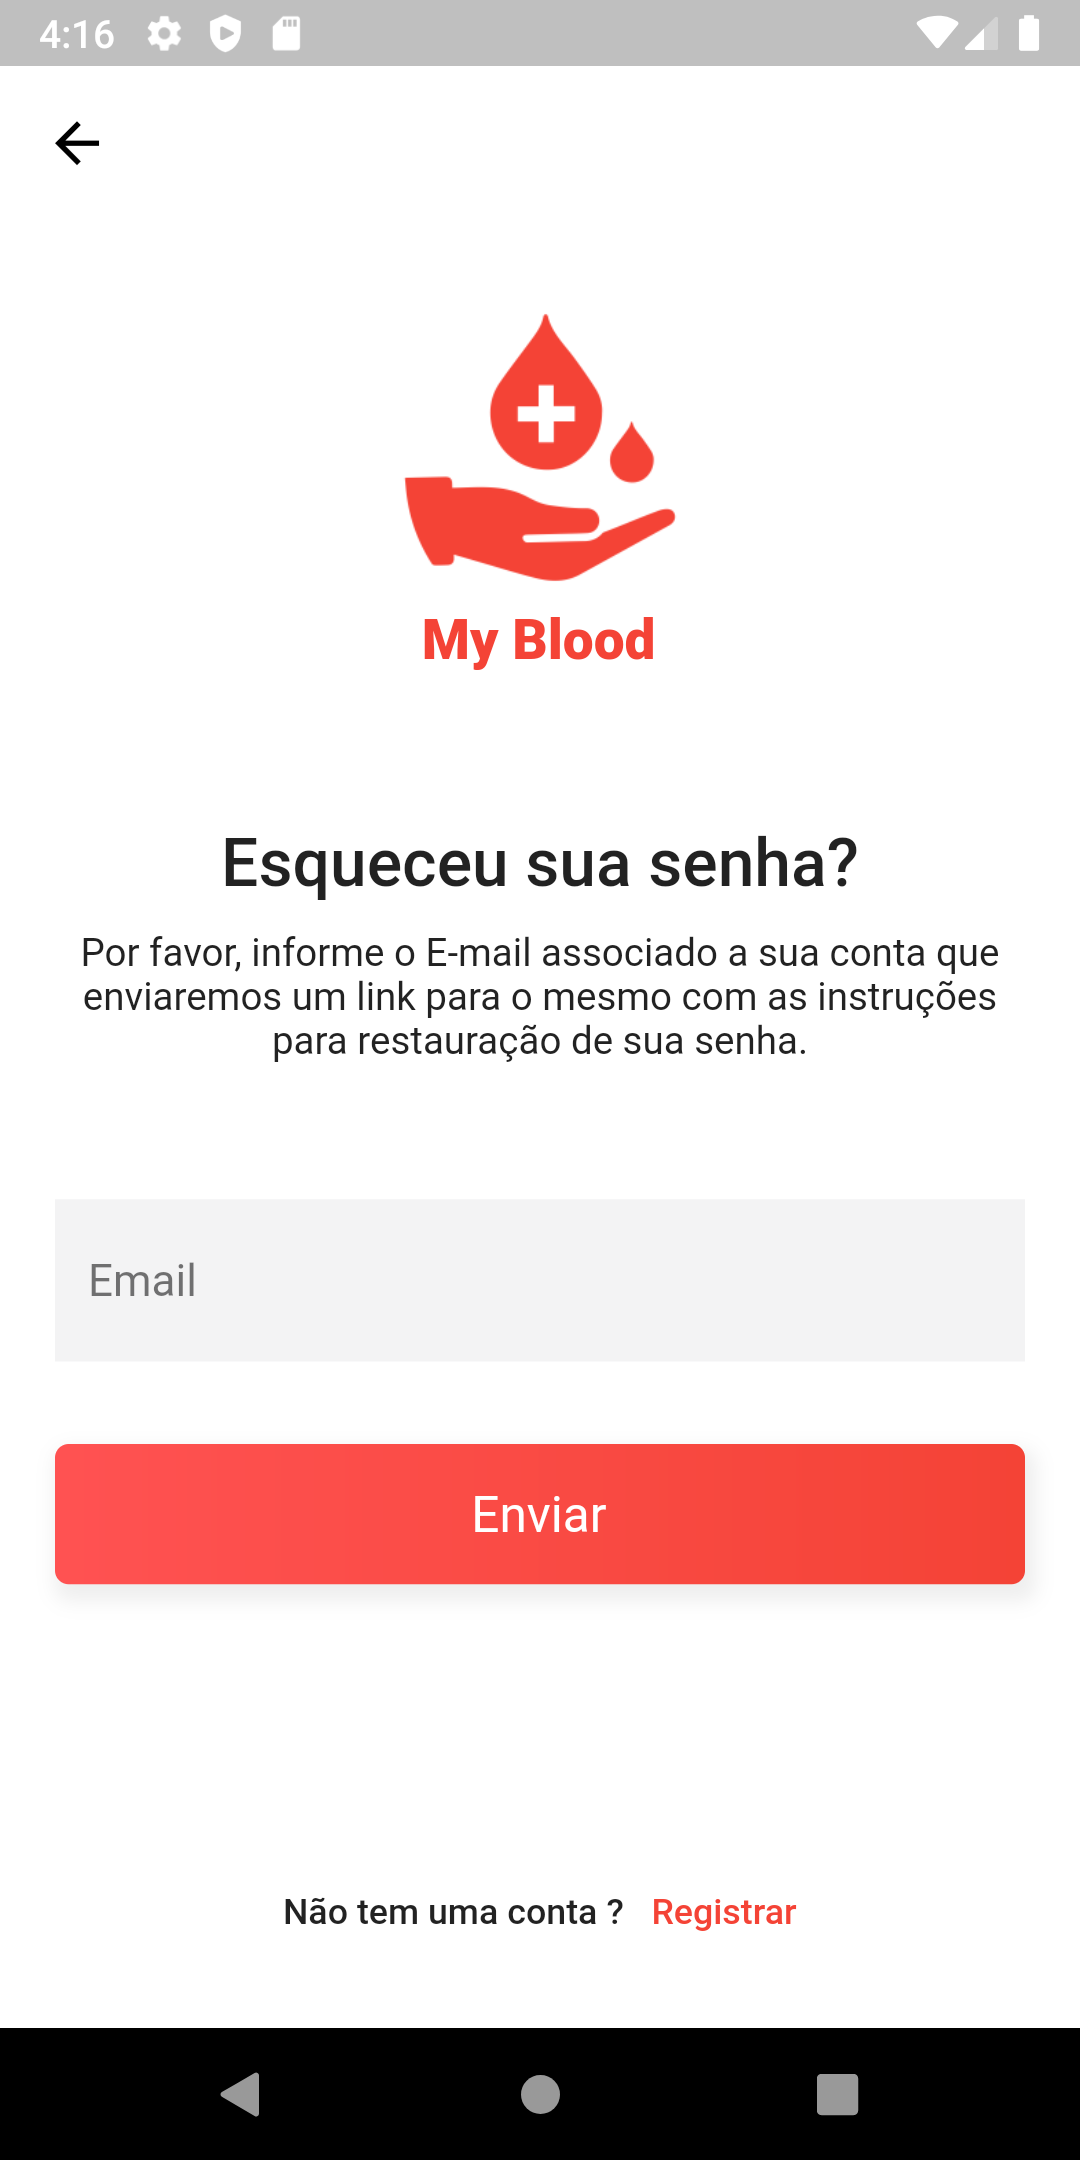 4:16
My Blood
Esqueceu sua senha?
Por favor, informe o E-mail associado a sua conta que
enviaremos um link para o mesmo com as instruções
para restauração de sua senha.
Email
Enviar
Não tem uma conta ? Registrar